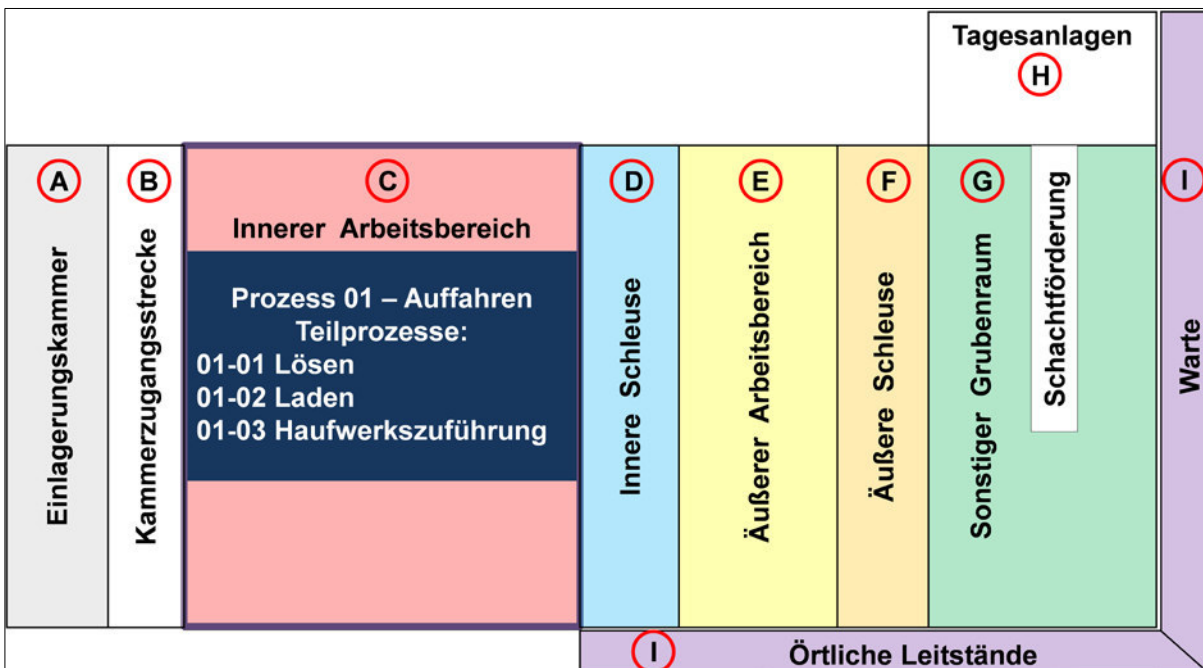 Tagesanlagen
H
A
Einlagerungskammer
B
Kammerzugangsstrecke
C
Innerer Arbeitsbereich
Prozess 01 – Auffahren
Teilprozesse:
01-01 Lösen
01-02 Laden
01-03 Haufwerkszuführung
D
Innere Schleuse
E
Äußerer Arbeitsbereich
F
Äußere Schleuse
G
Sonstiger Grubenraum
Schachtförderung
I
Warte
I
Örtliche Leitstände